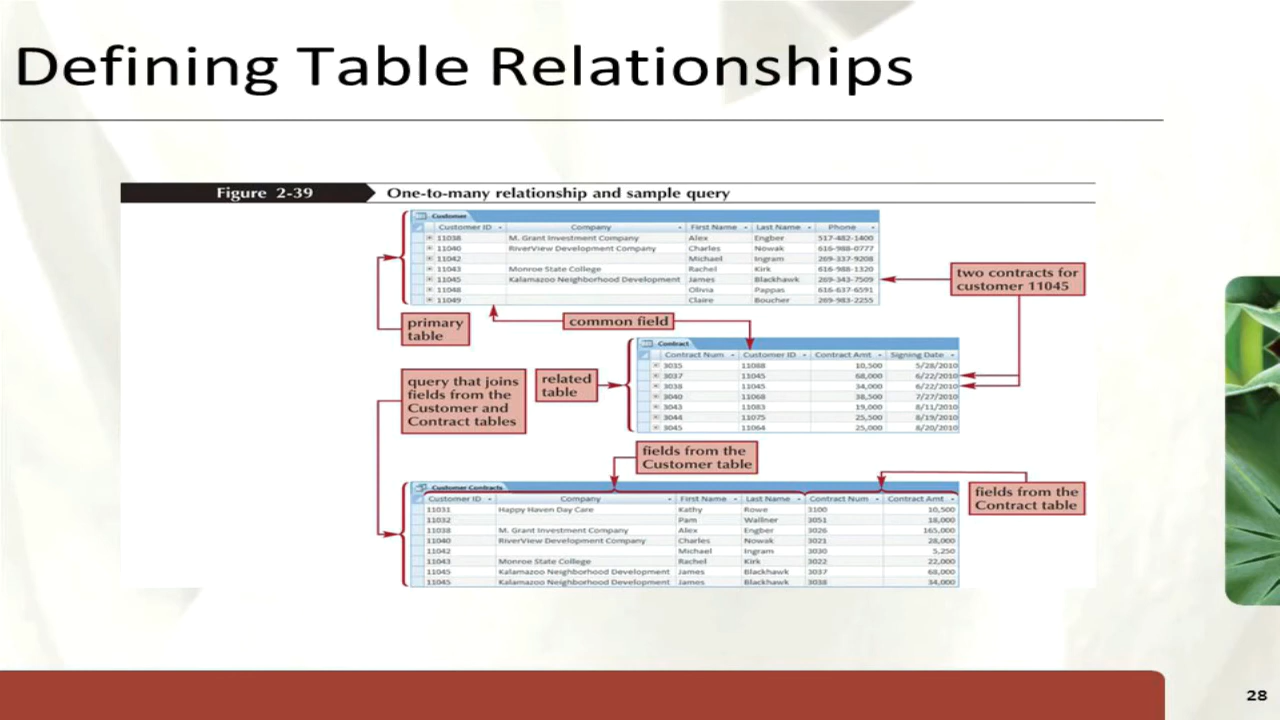 Defining Table Relationships
Figure 2-39 One-to-many relationship and sample query
Customer
Customer ID Company First Name Last Name Phone
11038 M. Grant Investment Company Alex Engber 517-482-1400
11040 RiverView Development Company Charles Nowak 616-988-0777
11042 Michael Ingram 269-337-9208
11043 Monroe State College Rachel Kirk 616-988-1320
11045 Kalamazoo Neighborhood Development James Blackhawk 269-343-7509
11048 Olivia Pappas 616-637-6591
11049 Claire Boucher 269-983-2255
two contracts for
customer 11045
primary
table
common field
Contract
Contract Num Customer ID Contract Amt Signing Date
3035 11088 10,500 5/28/2010
3037 11045 68,000 6/22/2010
3038 11045 34,000 6/22/2010
3040 11068 38,500 7/27/2010
3043 11083 19,000 8/11/2010
3044 11075 25,500 8/19/2010
3045 11064 25,000 8/20/2010
related
table
query that joins
fields from the
Customer and
Contract tables
fields from the
Customer table
fields from the
Contract table
Customer Contracts
Customer ID Company First Name Last Name Contract Num Contract Amt
11031 Happy Haven Day Care Kathy Rowe 3100 10,500
11032 Pam Wallner 3051 18,000
11038 M. Grant Investment Company Alex Engber 3026 165,000
11040 RiverView Development Company Charles Nowak 3021 28,000
11042 Michael Ingram 3030 5,250
11043 Monroe State College Rachel Kirk 3022 22,000
11045 Kalamazoo Neighborhood Development James Blackhawk 3037 68,000
11045 Kalamazoo Neighborhood Development James Blackhawk 3038 34,000
28